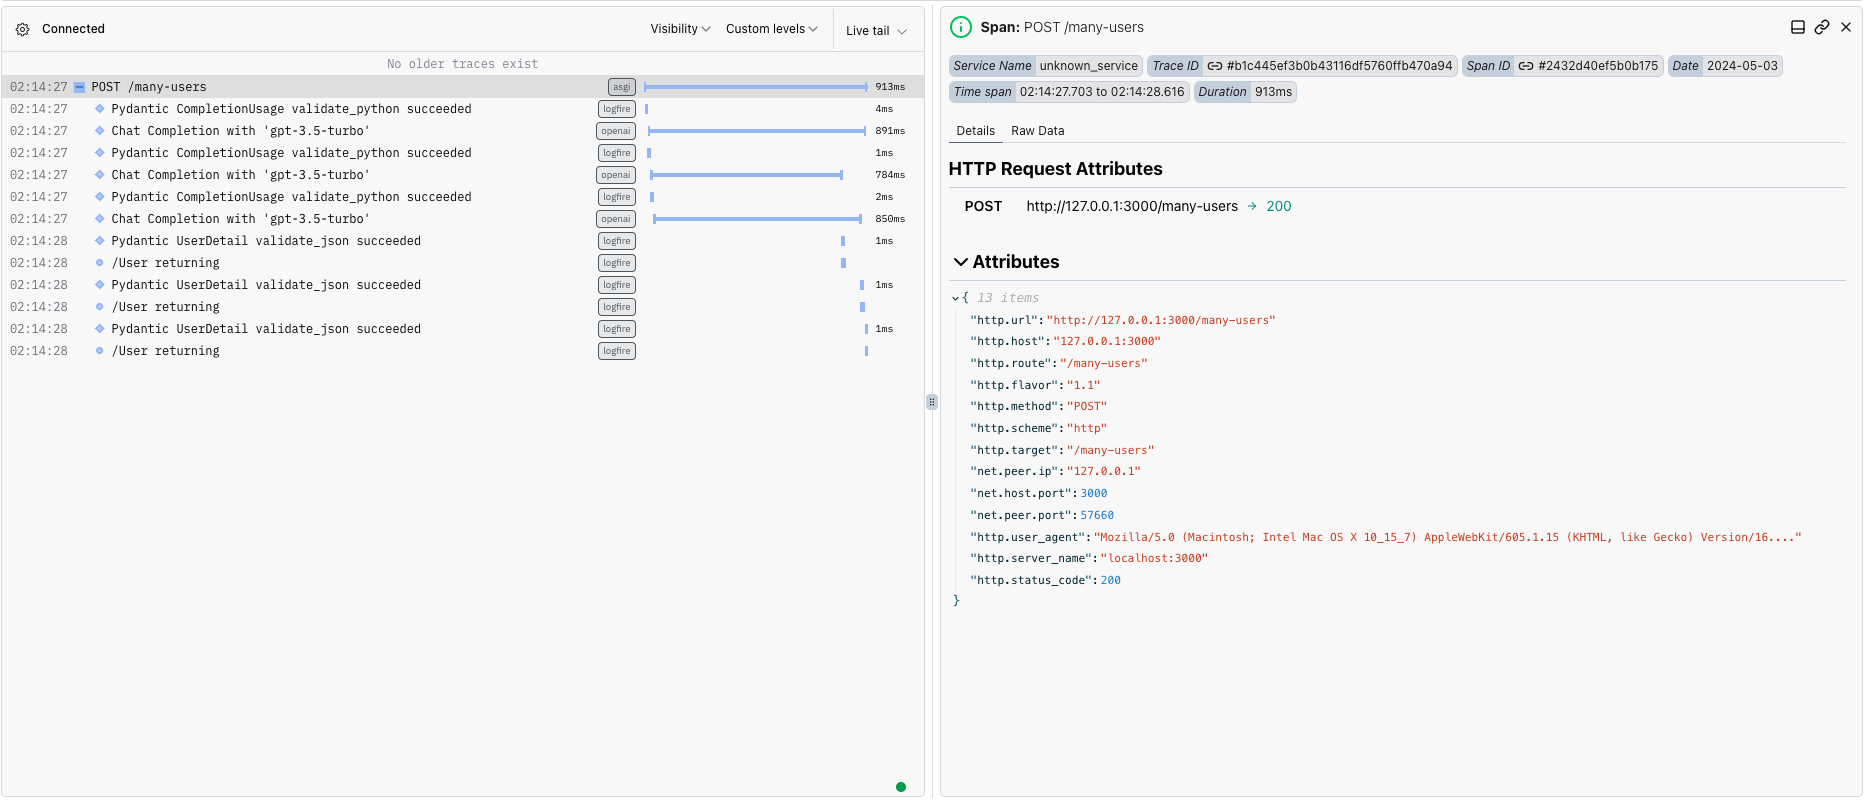 Connected Visibility Custom levels Live tail
No older traces exist
02:14:27 POST /many-users asgi 913ms
02:14:27 Pydantic CompletionUsage validate_python succeeded logfire 4ms
02:14:27 Chat Completion with 'gpt-3.5-turbo' openai 891ms
02:14:27 Pydantic CompletionUsage validate_python succeeded logfire 1ms
02:14:27 Chat Completion with 'gpt-3.5-turbo' openai 784ms
02:14:27 Pydantic CompletionUsage validate_python succeeded logfire 2ms
02:14:27 Chat Completion with 'gpt-3.5-turbo' openai 850ms
02:14:28 Pydantic UserDetail validate_json succeeded logfire 1ms
02:14:28 /User returning logfire
02:14:28 Pydantic UserDetail validate_json succeeded logfire 1ms
02:14:28 /User returning logfire
02:14:28 Pydantic UserDetail validate_json succeeded logfire 1ms
02:14:28 /User returning logfire
Span: POST /many-users
Service Name unknown_service Trace ID #b1c445ef3b0b43116df5760ffb470a94 Span ID #2432d40ef5b0b175 Date 2024-05-03
Time span 02:14:27.703 to 02:14:28.616 Duration 913ms
Details Raw Data
HTTP Request Attributes
POST http://127.0.0.1:3000/many-users → 200
Attributes
{ 13 items
"http.url":"http://127.0.0.1:3000/many-users"
"http.host":"127.0.0.1:3000"
"http.route":"/many-users"
"http.flavor":"1.1"
"http.method":"POST"
"http.scheme":"http"
"http.target":"/many-users"
"net.peer.ip":"127.0.0.1"
"net.host.port":3000
"net.peer.port":57660
"http.user_agent":"Mozilla/5.0 (Macintosh; Intel Mac OS X 10_15_7) AppleWebKit/605.1.15 (KHTML, like Gecko) Version/16...."
"http.server_name":"localhost:3000"
"http.status_code":200
}